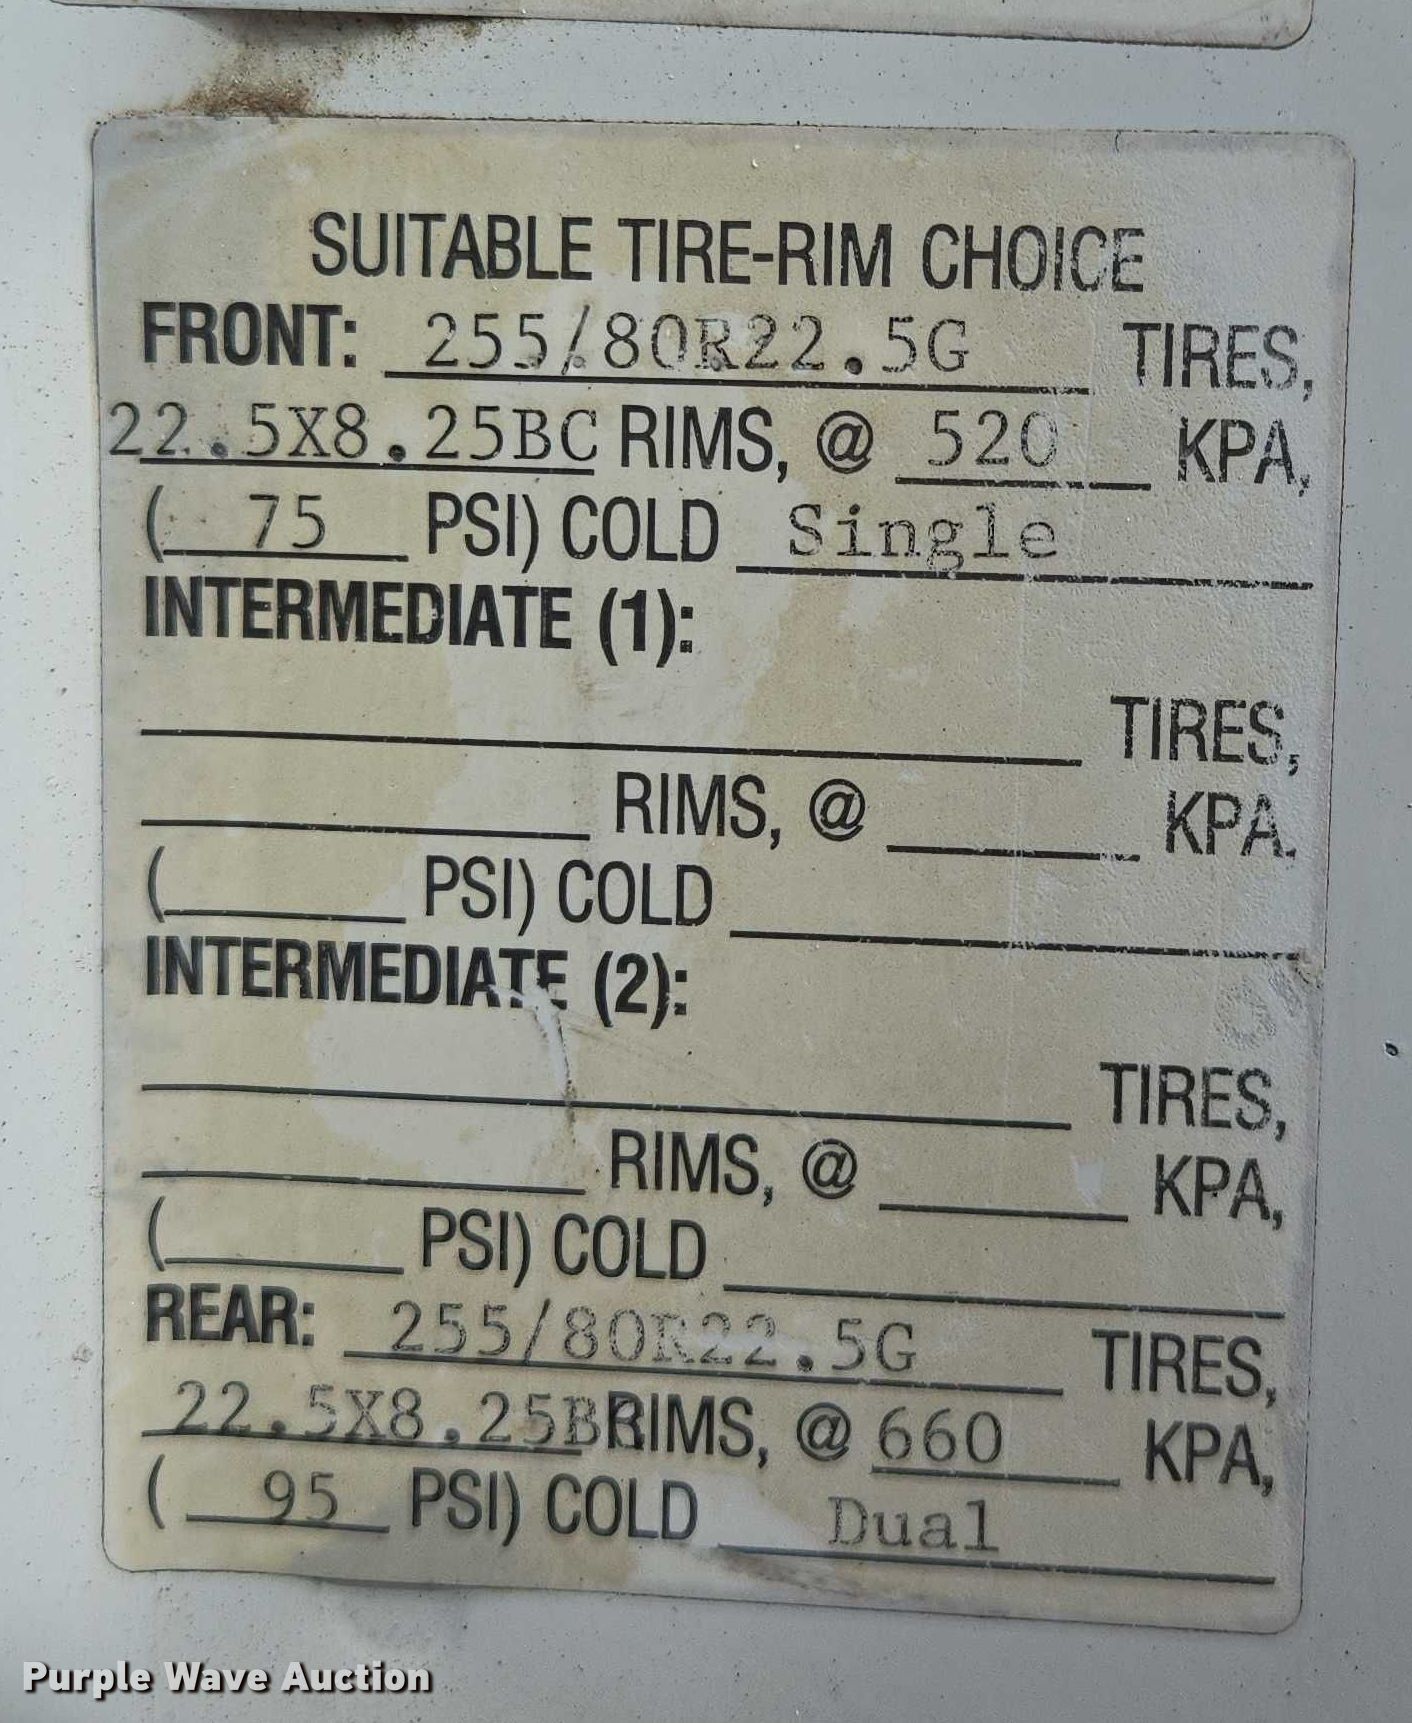 SUITABLE TIRE-RIM CHOICE
FRONT: 255/80R22.5G TIRES,
22.5X8.25BC RIMS, @ 520 KPA,
( 75 PSI) COLD Single
INTERMEDIATE (1):
TIRES,
RIMS, @ KPA.
( PSI) COLD
INTERMEDIATE (2):
TIRES,
RIMS, @ KPA,
( PSI) COLD
REAR: 255/80R22.5G TIRES,
22.5X8.25B RIMS, @ 660 KPA,
( 95 PSI) COLD Dual
Purple Wave Auction